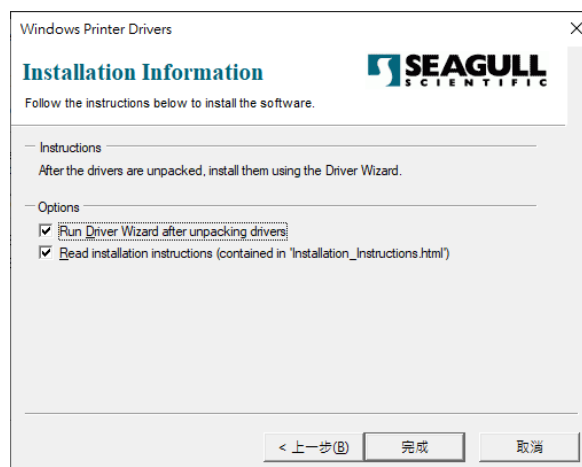 Windows Printer Drivers
Installation Information
SEAGULL
SCIENTIFIC
Follow the instructions below to install the software.
Instructions
After the drivers are unpacked, install them using the Driver Wizard.
Options
Run Driver Wizard after unpacking drivers
Read installation instructions (contained in 'Installation_Instructions.html')
< 上一步(B)
完成
取消